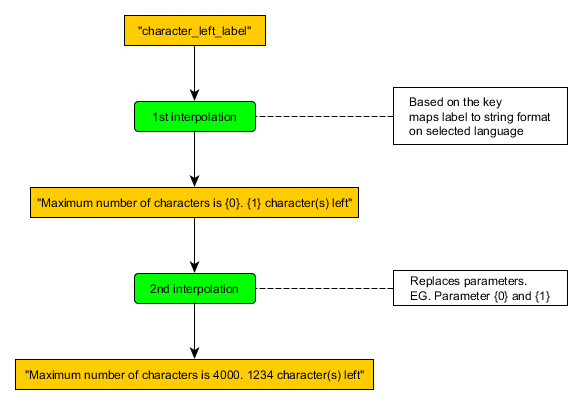 "character_left_label"
1st interpolation
Based on the key
maps label to string format
on selected language
"Maximum number of characters is {0}. {1} character(s) left"
2nd interpolation
Replaces parameters.
EG. Parameter {0} and {1}
"Maximum number of characters is 4000. 1234 character(s) left"